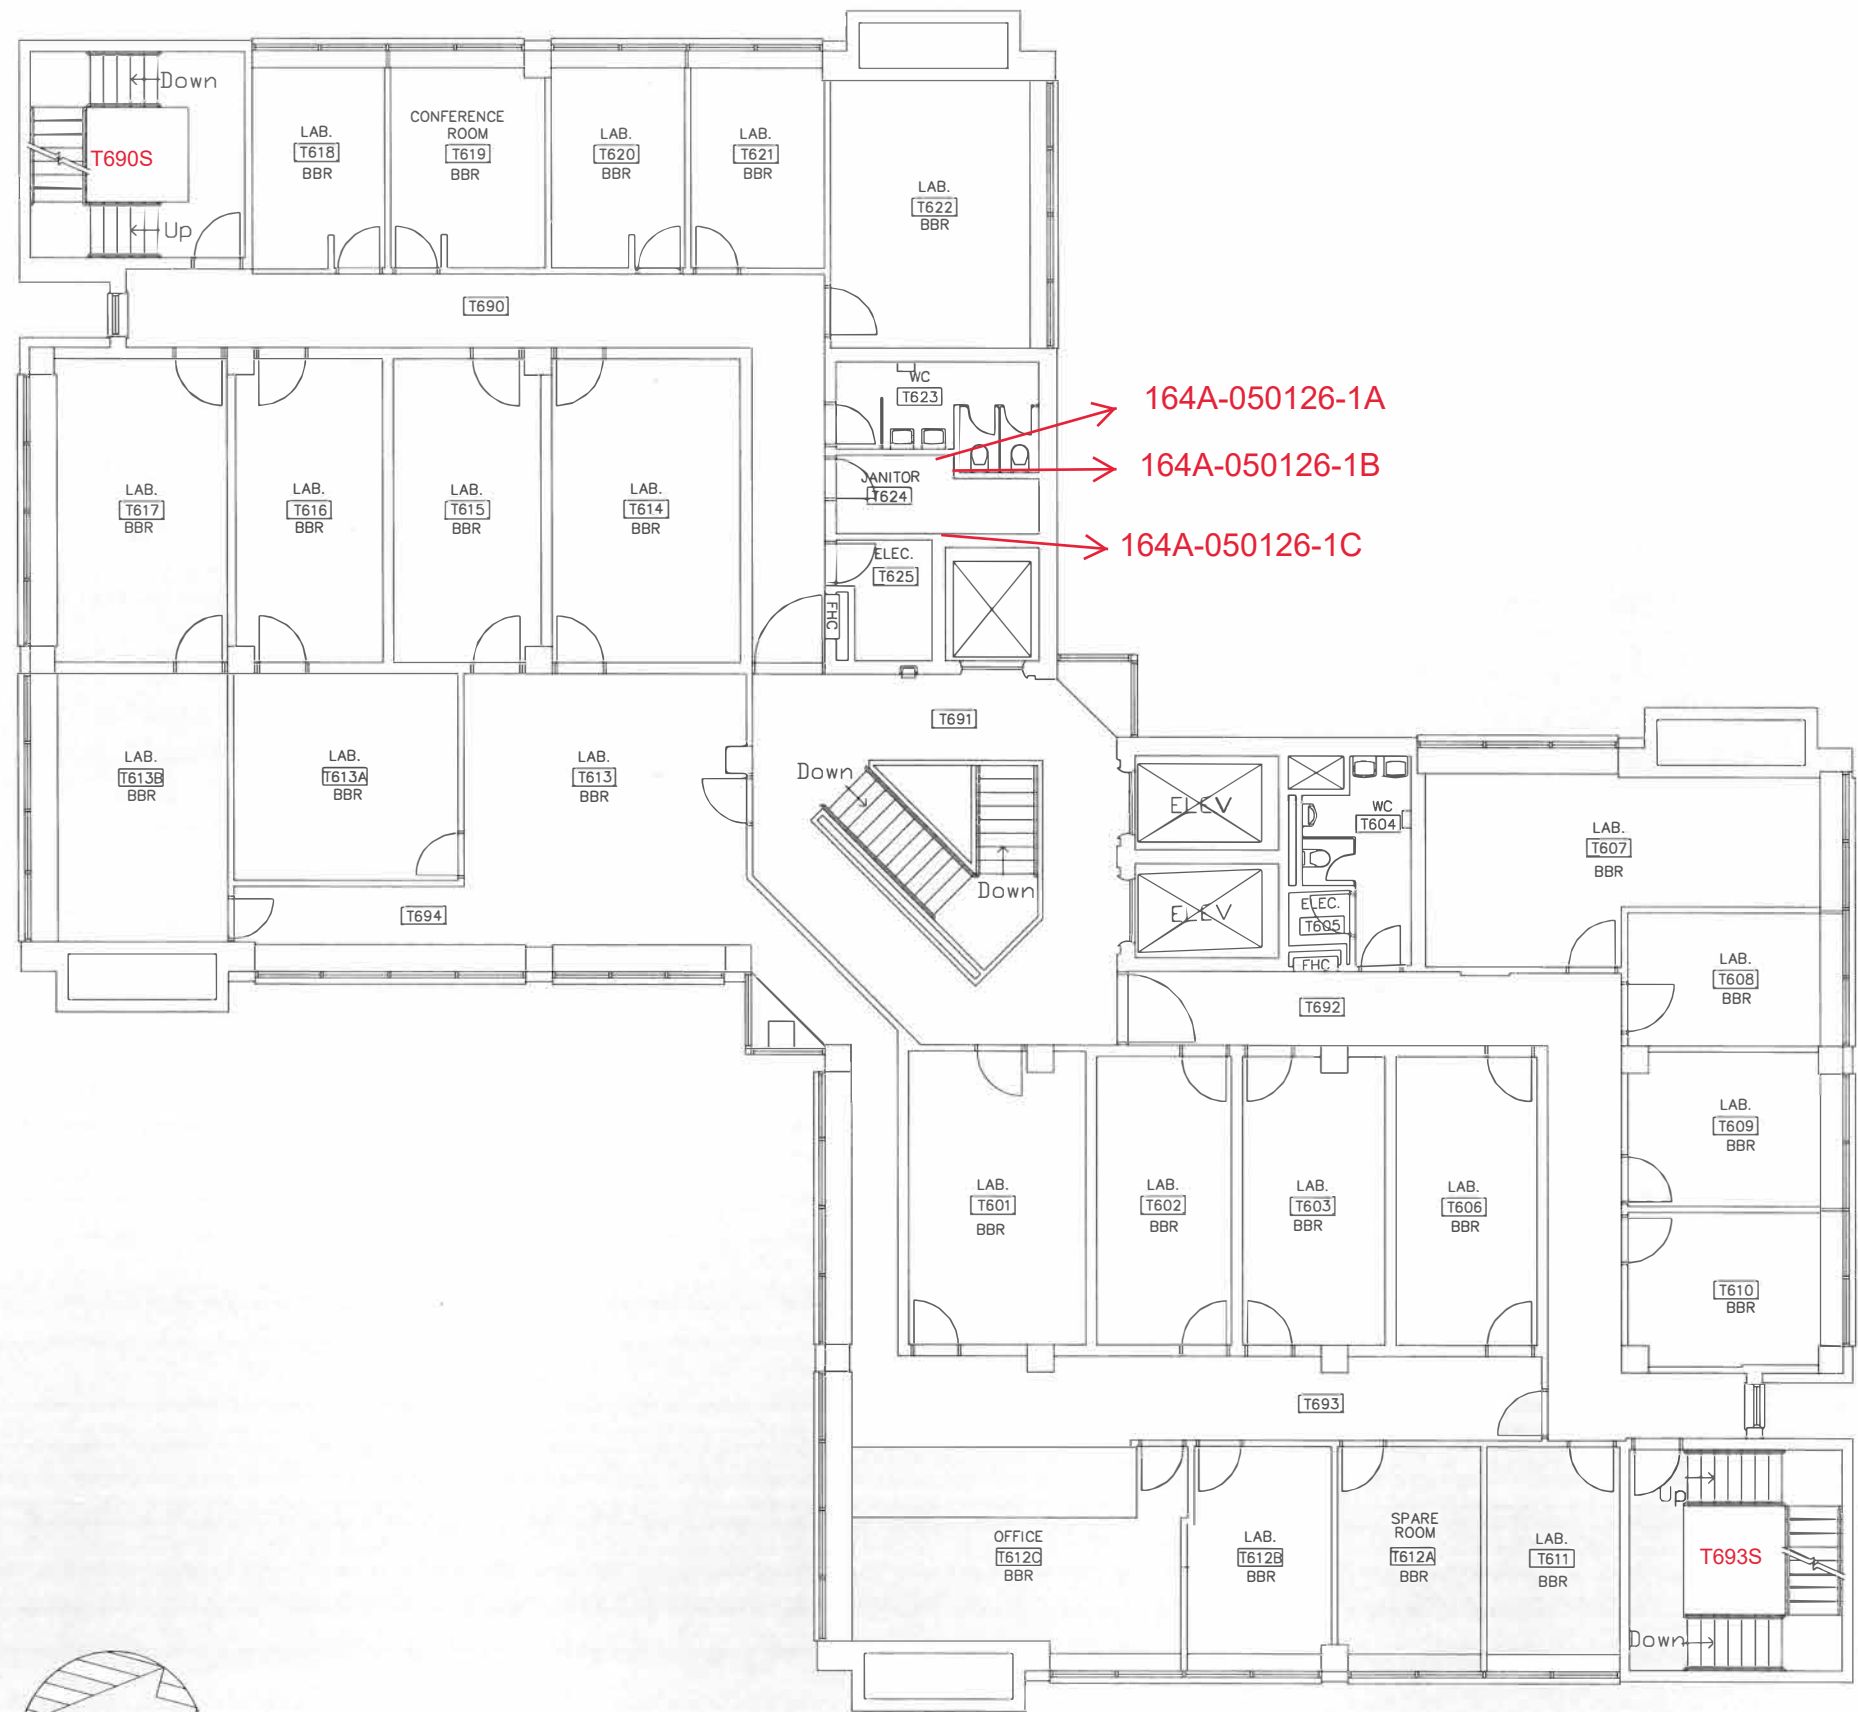 Down
T690S
Up
LAB.
T618
BBR
CONFERENCE
ROOM
T619
BBR
LAB.
T620
BBR
LAB.
T621
BBR
LAB.
T622
BBR
T690
WC
T623
164A-050126-1A
164A-050126-1B
JANITOR
T624
164A-050126-1C
ELEC.
T625
FHC
LAB.
T617
BBR
LAB.
T616
BBR
LAB.
T615
BBR
LAB.
T614
BBR
T691
LAB.
T613B
BBR
LAB.
T613A
BBR
LAB.
T613
BBR
T694
Down
Down
ELEV
ELEV
WC
T604
ELEC.
T605
FHC
LAB.
T607
BBR
LAB.
T608
BBR
T692
LAB.
T609
BBR
LAB.
T601
BBR
LAB.
T602
BBR
LAB.
T603
BBR
LAB.
T606
BBR
T610
BBR
T693
OFFICE
T612C
BBR
LAB.
T612B
BBR
SPARE
ROOM
T612A
BBR
LAB.
T611
BBR
Up
T693S
Down